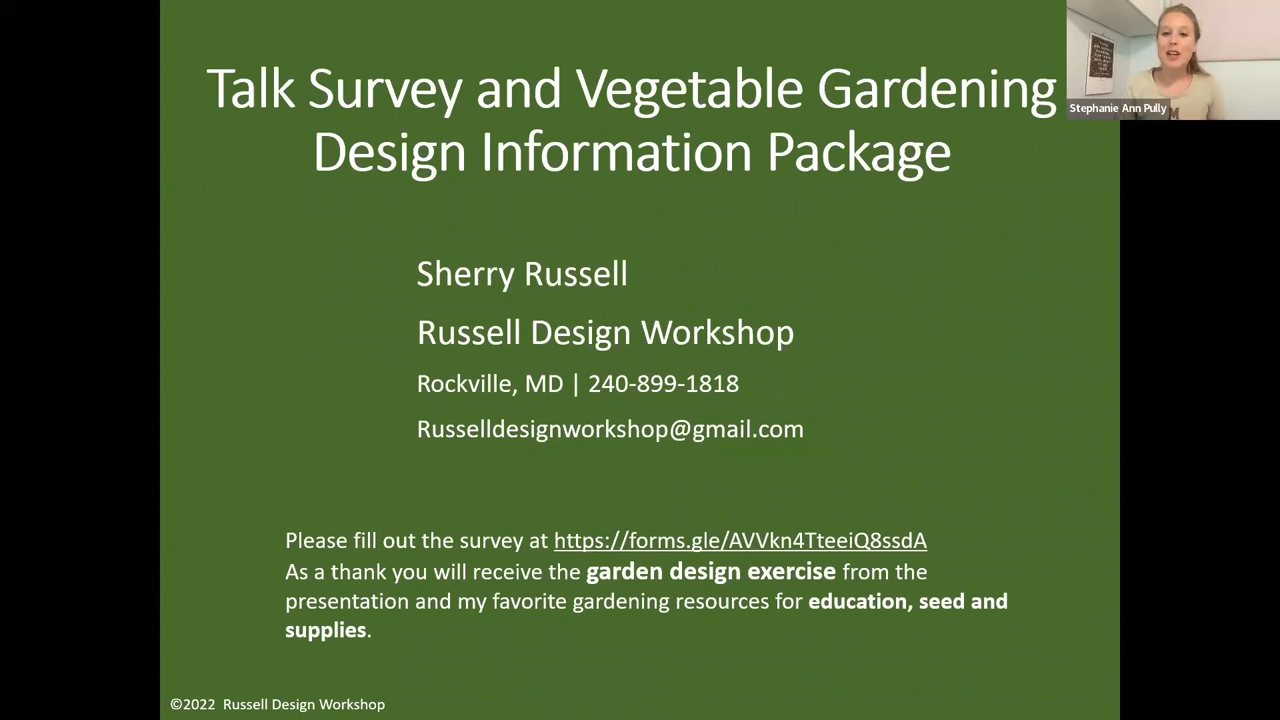 Talk Survey and Vegetable Gardening
Design Information Package
Stephanie Ann Pully
Sherry Russell
Russell Design Workshop
Rockville, MD | 240-899-1818
Russelldesignworkshop@gmail.com
Please fill out the survey at https://forms.gle/AVVkn4TteeiQ8ssdA
As a thank you will receive the garden design exercise from the
presentation and my favorite gardening resources for education, seed and
supplies.
©2022 Russell Design Workshop